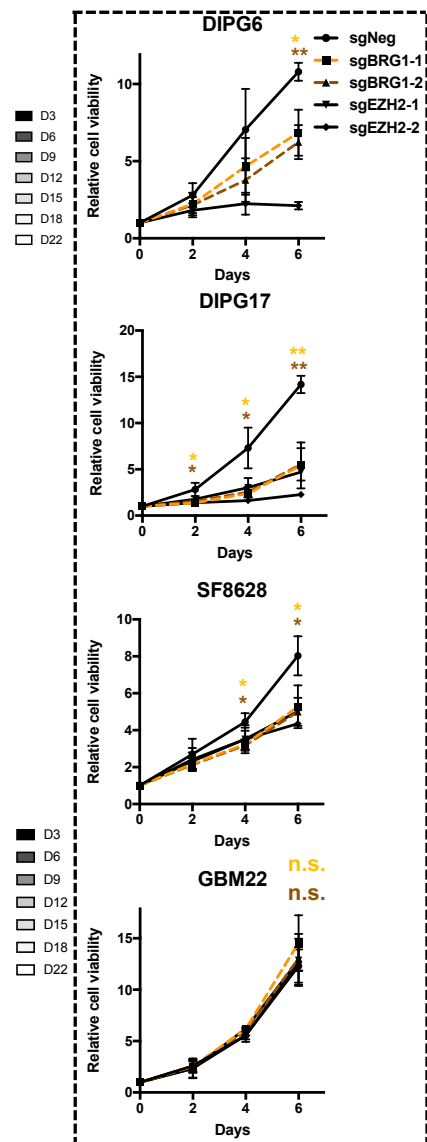 DIPG6
sgNeg
sgBRG1-1
sgBRG1-2
sgEZH2-1
sgEZH2-2
*
**
D3
D6
D9
D12
D15
D18
D22
Relative cell viability
10
5
0
0 2 4 6
Days
DIPG17
Relative cell viability
20
15
10
5
0
* * **
* * **
0 2 4 6
Days
SF8628
Relative cell viability
10
8
6
4
2
0
* *
* *
0 2 4 6
Days
D3
D6
D9
D12
D15
D18
D22
GBM22
n.s.
n.s.
Relative cell viability
15
10
5
0
0 2 4 6
Days